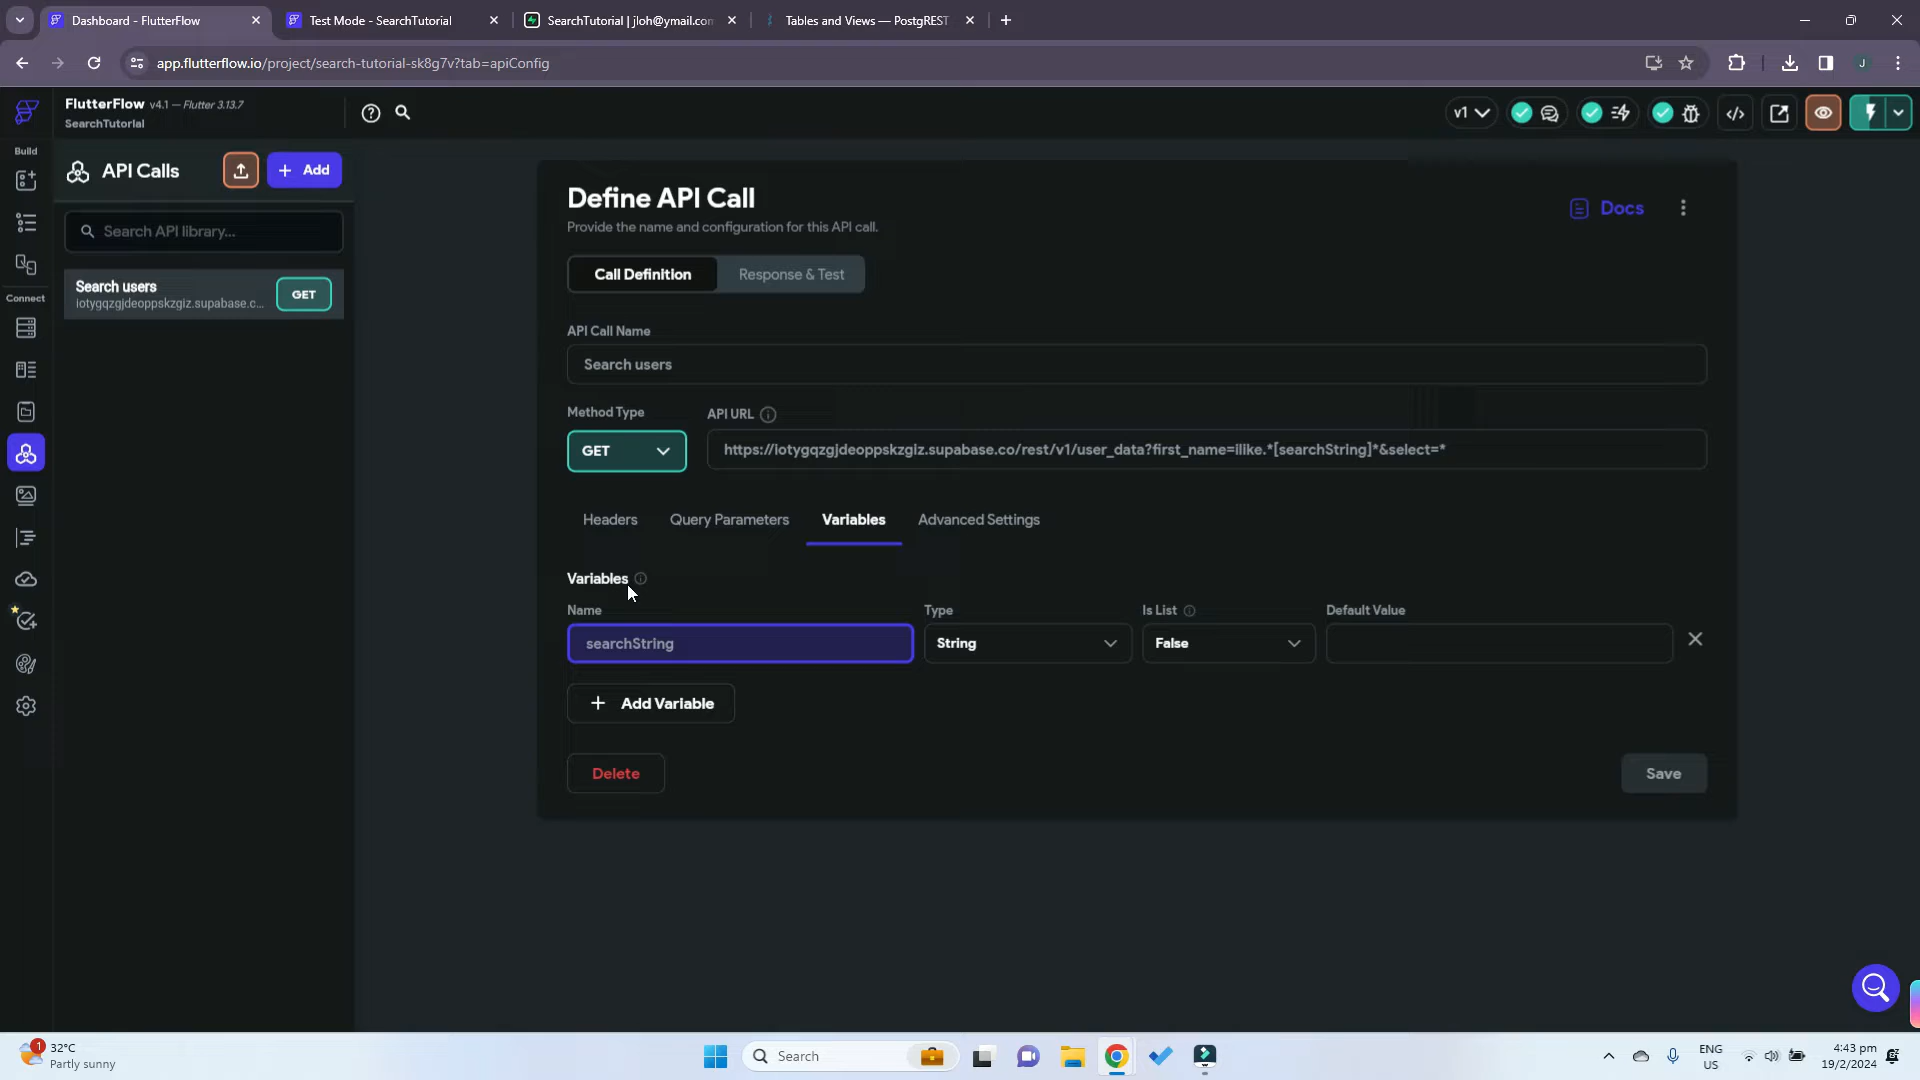 Dashboard - FlutterFlow
Test Mode - SearchTutorial
SearchTutorial | jloh@ymail.com
Tables and Views — PostgREST
app.flutterflow.io/project/search-tutorial-sk8g7v?tab=apiConfig
J
FlutterFlow v4.1 — Flutter 3.13.7
SearchTutorial
v1
Build
API Calls
+ Add
Search API library...
Search users
iotygqzgjdeoppskzgiz.supabase.c...
GET
Connect
Define API Call
Provide the name and configuration for this API call.
Docs
Call Definition
Response & Test
API Call Name
Search users
Method Type
API URL
GET
https://iotygqzgjdeoppskzgiz.supabase.co/rest/v1/user_data?first_name=ilike.*[searchString]*&select=*
Headers
Query Parameters
Variables
Advanced Settings
Variables
Name
Type
Is List
Default Value
searchString
String
False
+ Add Variable
Delete
Save
1
32°C
Partly sunny
Search
ENG
US
4:43 pm
19/2/2024